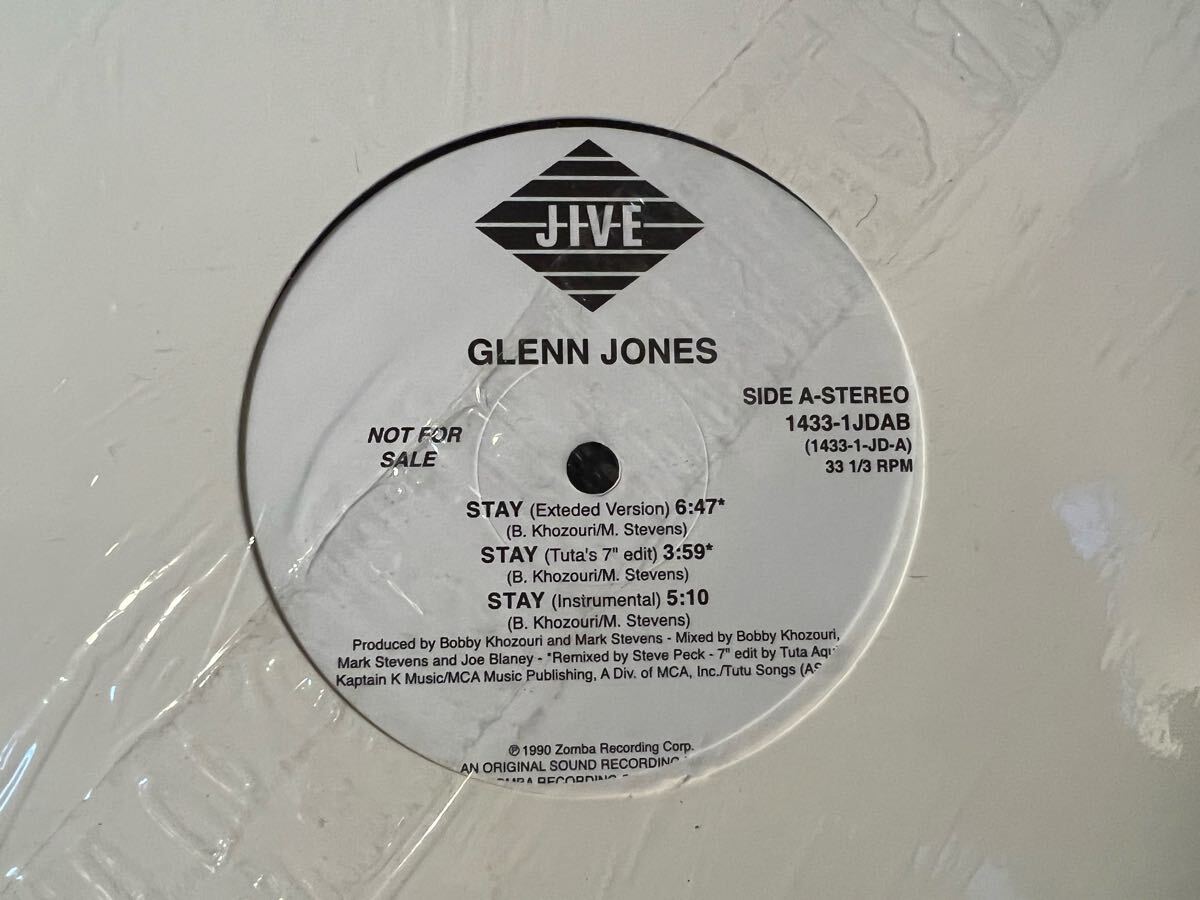 JIVE
GLENN JONES
SIDE A-STEREO
1433-1JDAB
(1433-1-JD-A)
33 1/3 RPM
NOT FOR
SALE
STAY (Exteded Version) 6:47*
(B. Khozouri/M. Stevens)
STAY (Tuta's 7" edit) 3:59*
(B. Khozouri/M. Stevens)
STAY (Instrumental) 5:10
(B. Khozouri/M. Stevens)
Produced by Bobby Khozouri and Mark Stevens - Mixed by Bobby Khozouri,
Mark Stevens and Joe Blaney - *Remixed by Steve Peck - 7" edit by Tuta Aqui
Kaptain K Music/MCA Music Publishing, A Div. of MCA, Inc./Tutu Songs (AS
℗ 1990 Zomba Recording Corp.
AN ORIGINAL SOUND RECORDING
RECORDING